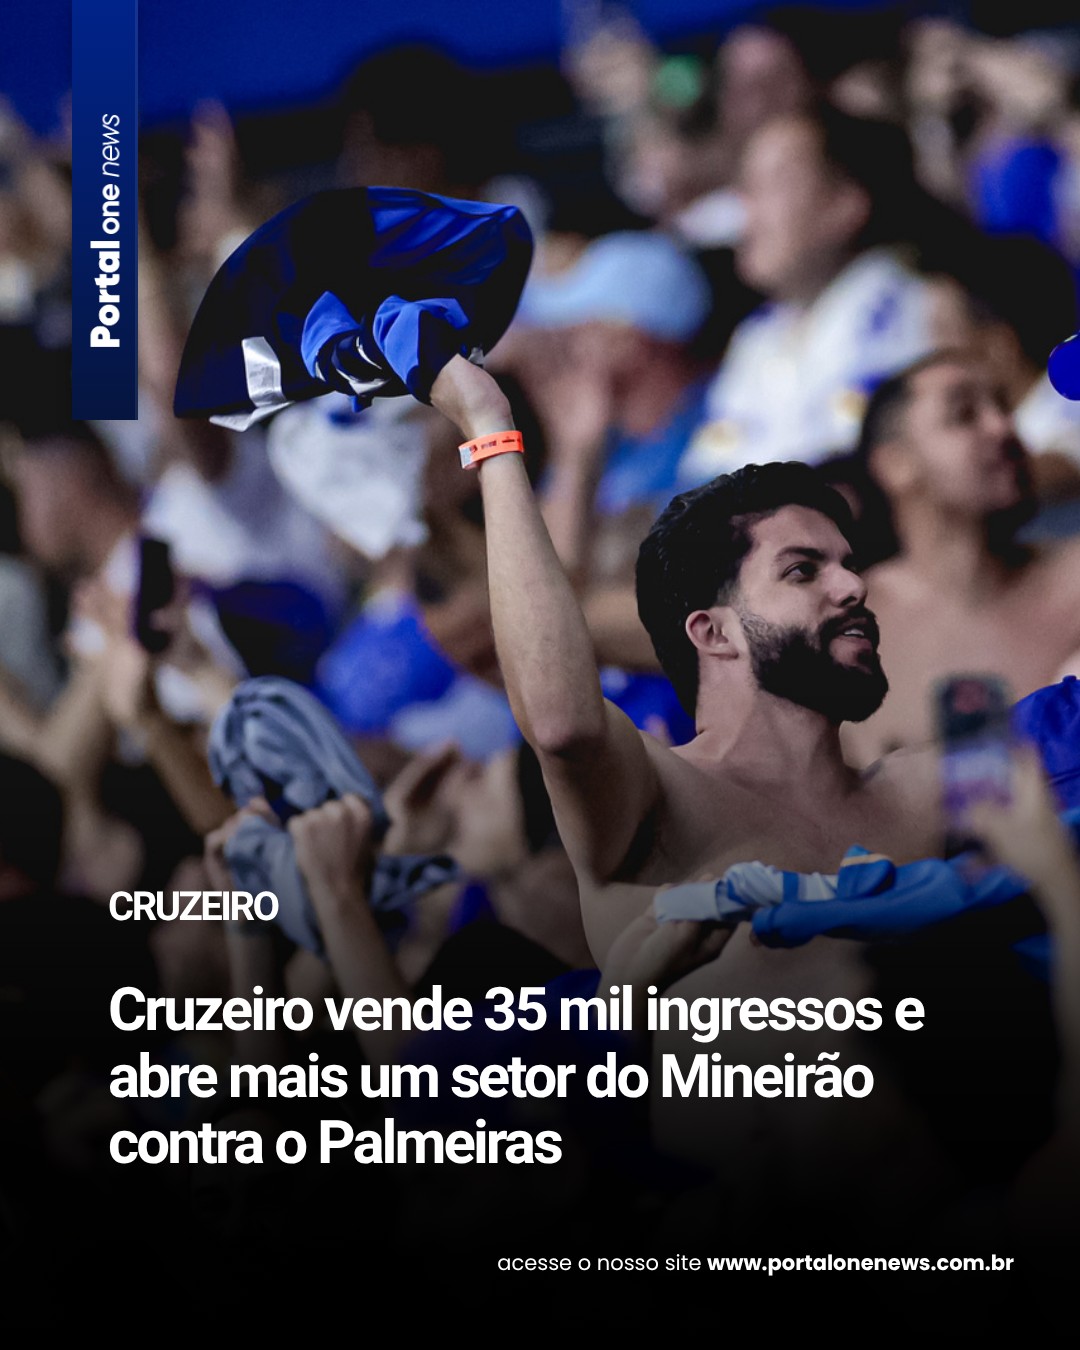 Portal one news
CRUZEIRO
Cruzeiro vende 35 mil ingressos e
abre mais um setor do Mineirão
contra o Palmeiras
acesse o nosso site www.portalonenews.com.br